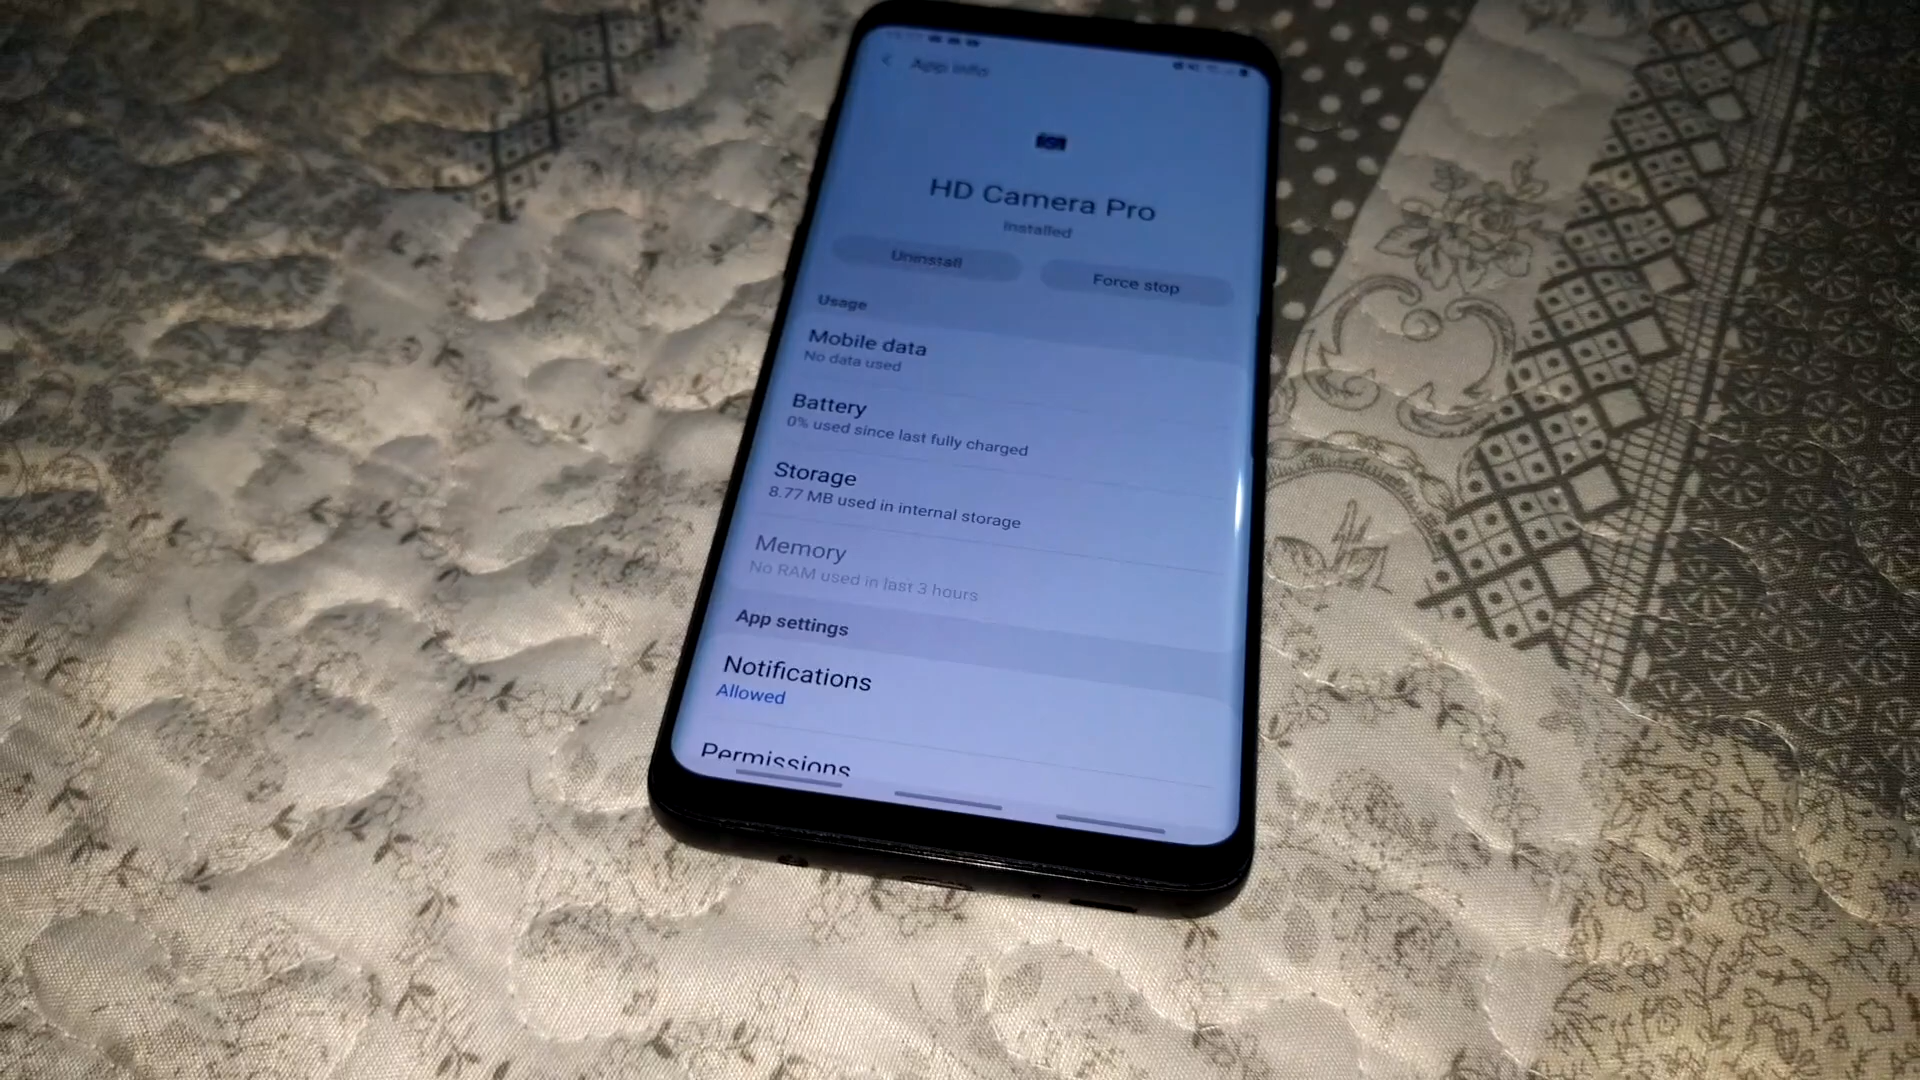 App info
HD Camera Pro
Installed
Uninstall
Force stop
Usage
Mobile data
No data used
Battery
0% used since last fully charged
Storage
8.77 MB used in internal storage
Memory
No RAM used in last 3 hours
App settings
Notifications
Allowed
Permissions